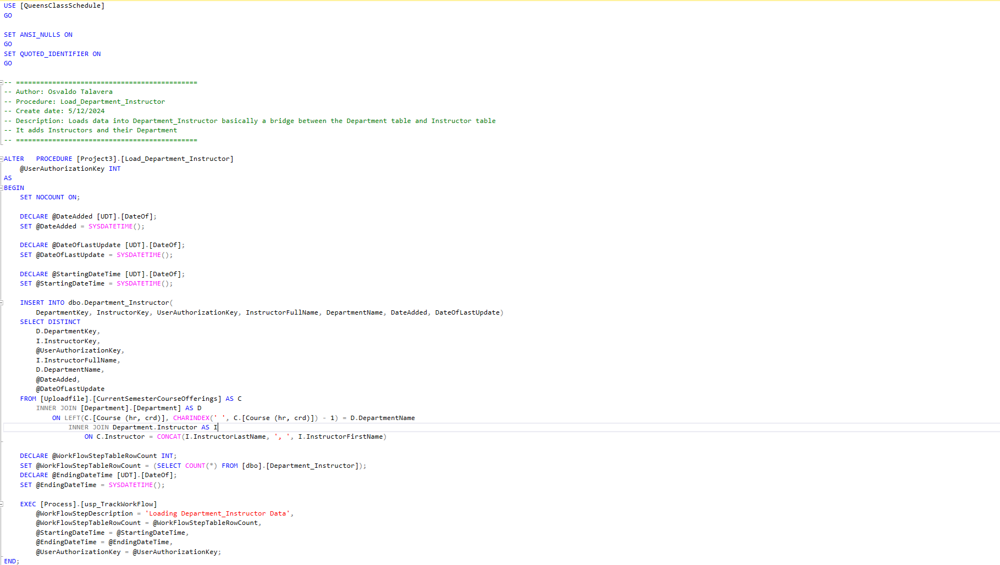 USE [QueensClassSchedule]
GO
SET ANSI_NULLS ON
GO
SET QUOTED_IDENTIFIER ON
GO
-- =============================================
-- Author: Osvaldo Talavera
-- Procedure: Load_Department_Instructor
-- Create date: 5/12/2024
-- Description: Loads data into Department_Instructor basically a bridge between the Department table and Instructor table
-- It adds Instructors and their Department
-- =============================================
ALTER   PROCEDURE [Project3].[Load_Department_Instructor]
    @UserAuthorizationKey INT
AS
BEGIN
    SET NOCOUNT ON;
    DECLARE @DateAdded [UDT].[DateOf];
    SET @DateAdded = SYSDATETIME();
    DECLARE @DateOfLastUpdate [UDT].[DateOf];
    SET @DateOfLastUpdate = SYSDATETIME();
    DECLARE @StartingDateTime [UDT].[DateOf];
    SET @StartingDateTime = SYSDATETIME();
    INSERT INTO dbo.Department_Instructor(
        DepartmentKey, InstructorKey, UserAuthorizationKey, InstructorFullName, DepartmentName, DateAdded, DateOfLastUpdate)
    SELECT DISTINCT
        D.DepartmentKey,
        I.InstructorKey,
        @UserAuthorizationKey,
        I.InstructorFullName,
        D.DepartmentName,
        @DateAdded,
        @DateOfLastUpdate
    FROM [Uploadfile].[CurrentSemesterCourseOfferings] AS C
        INNER JOIN [Department].[Department] AS D
            ON LEFT(C.[Course (hr, crd)], CHARINDEX(' ', C.[Course (hr, crd)]) - 1) = D.DepartmentName
                INNER JOIN Department.Instructor AS I
                    ON C.Instructor = CONCAT(I.InstructorLastName, ', ', I.InstructorFirstName)
    DECLARE @WorkFlowStepTableRowCount INT;
    SET @WorkFlowStepTableRowCount = (SELECT COUNT(*) FROM [dbo].[Department_Instructor]);
    DECLARE @EndingDateTime [UDT].[DateOf];
    SET @EndingDateTime = SYSDATETIME();
    EXEC [Process].[usp_TrackWorkFlow]
        @WorkFlowStepDescription = 'Loading Department_Instructor Data',
        @WorkFlowStepTableRowCount = @WorkFlowStepTableRowCount,
        @StartingDateTime = @StartingDateTime,
        @EndingDateTime = @EndingDateTime,
        @UserAuthorizationKey = @UserAuthorizationKey;
END;